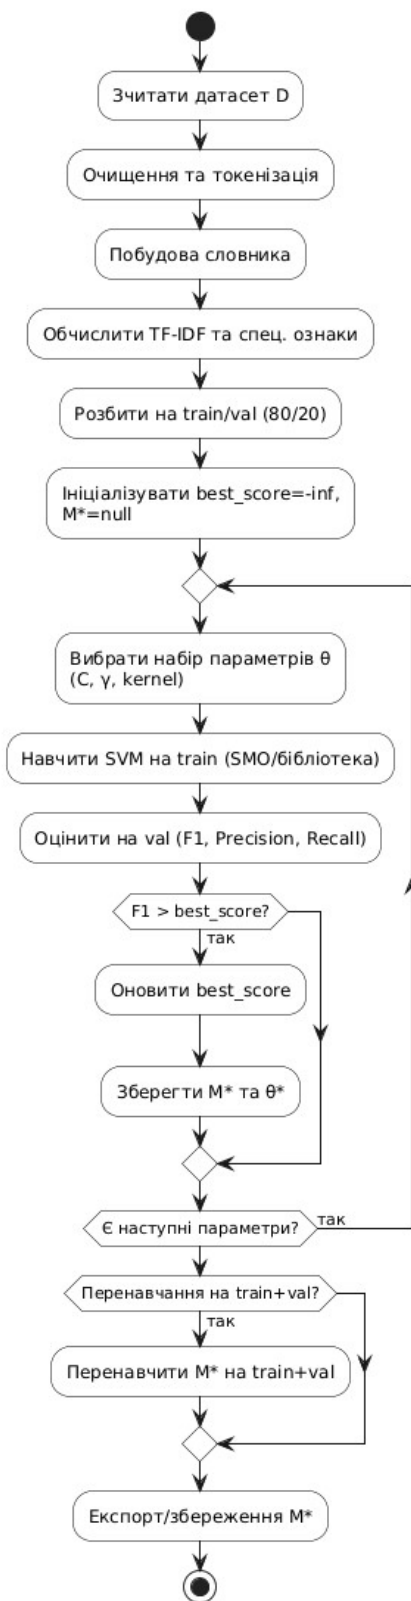 Зчитати датасет D
Очищення та токенізація
Побудова словника
Обчислити TF-IDF та спец. ознаки
Розбити на train/val (80/20)
Ініціалізувати best_score=-inf,
M*=null
Вибрати набір параметрів θ
(C, γ, kernel)
Навчити SVM на train (SMO/бібліотека)
Оцінити на val (F1, Precision, Recall)
F1 > best_score?
так
Оновити best_score
Зберегти M* та θ*
Є наступні параметри?
так
Перенавчання на train+val?
так
Перенавчити M* на train+val
Експорт/збереження M*